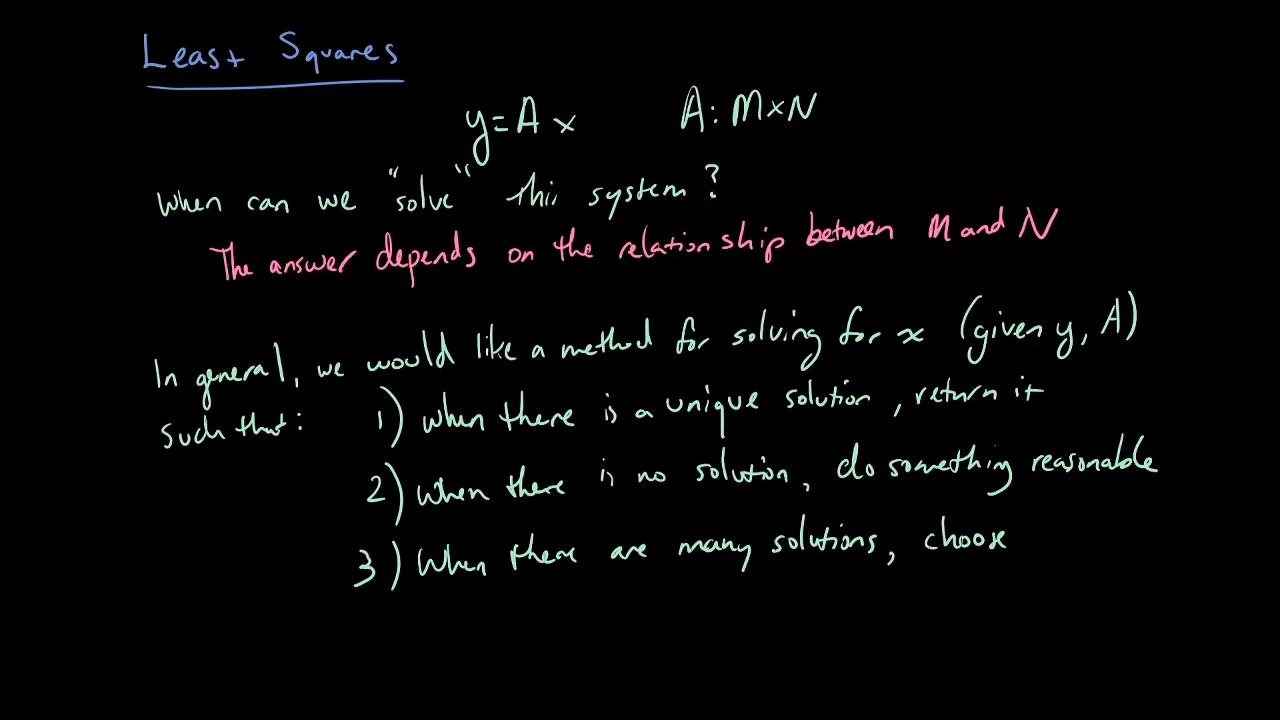 Least Squares
y = A x   A: M×N
When can we "solve" this system?
The answer depends on the relationship between M and N
In general, we would like a method for solving for x (given y, A)
such that: 1) when there is a unique solution, return it
2) when there is no solution, do something reasonable
3) When there are many solutions, choose